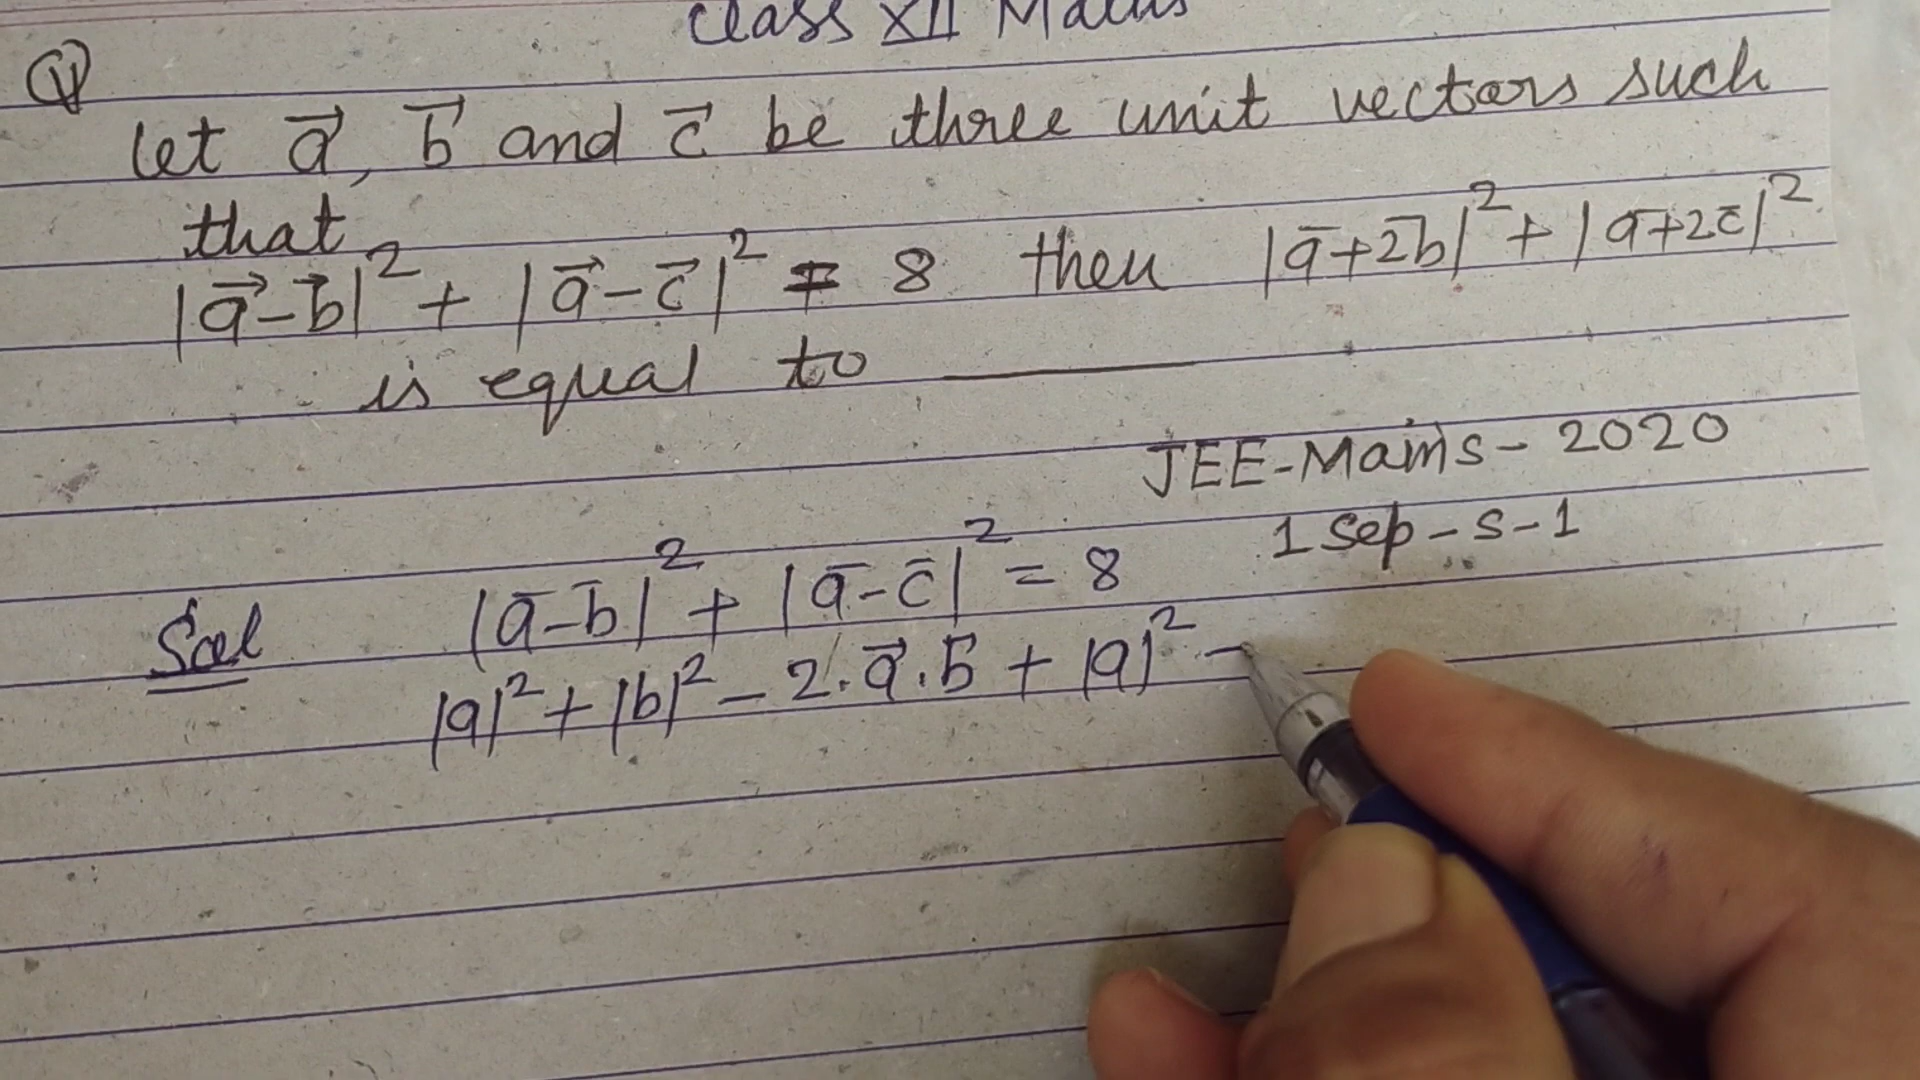 Class XII Maths
Q
Let a⃗, b⃗ and c⃗ be three unit vectors such
that
|a⃗-b⃗|² + |a⃗-c⃗|² = 8 then |a̅+2b̅|² + |a̅+2c̅|²
is equal to ______
JEE-Mains-2020
1 Sep-S-1
Sol |a̅-b̅|² + |a̅-c̅|² = 8
|a|² + |b|² - 2.a⃗.b̅ + |a|² -